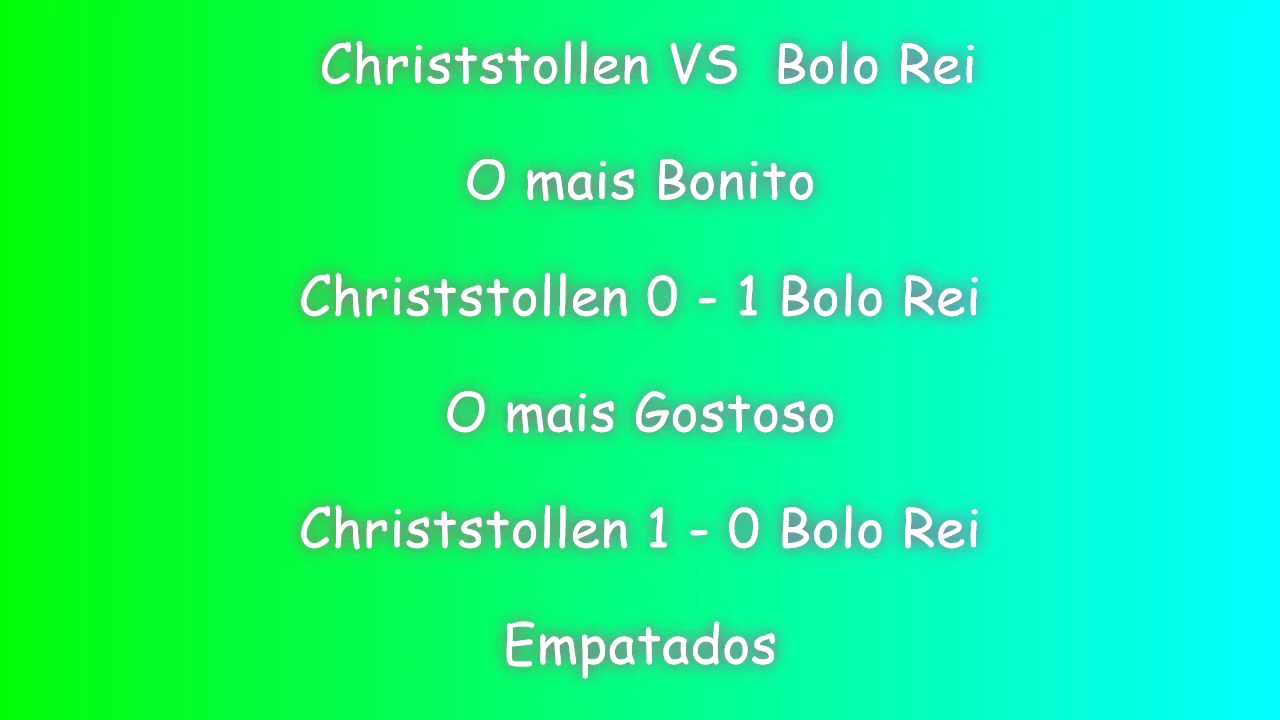 Christstollen VS  Bolo Rei
O mais Bonito
Christstollen 0 - 1 Bolo Rei
O mais Gostoso
Christstollen 1 - 0 Bolo Rei
Empatados